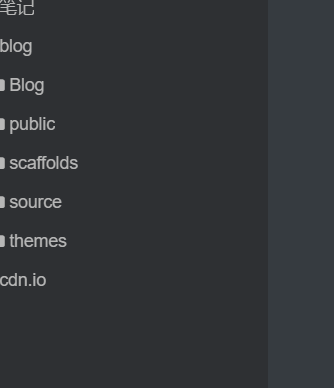 笔记
blog
Blog
public
scaffolds
source
themes
cdn.io